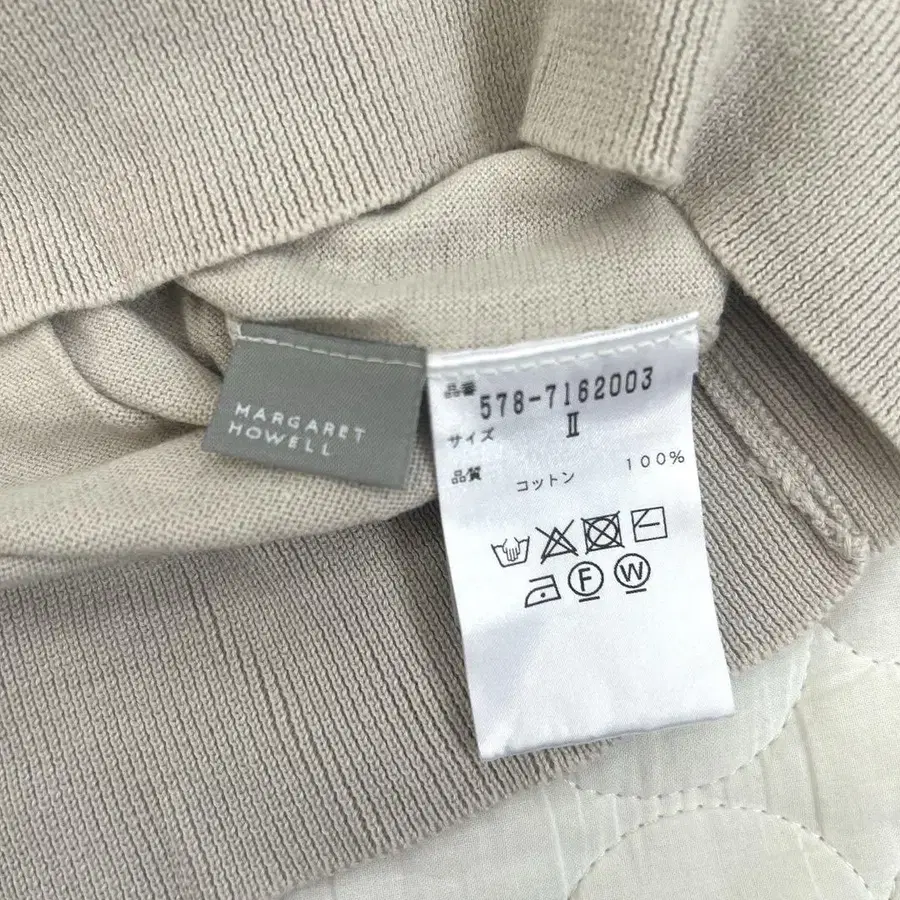 MARGARET
HOWELL
品番
578-7162003
サイズ II
品質
コットン 100%
F W